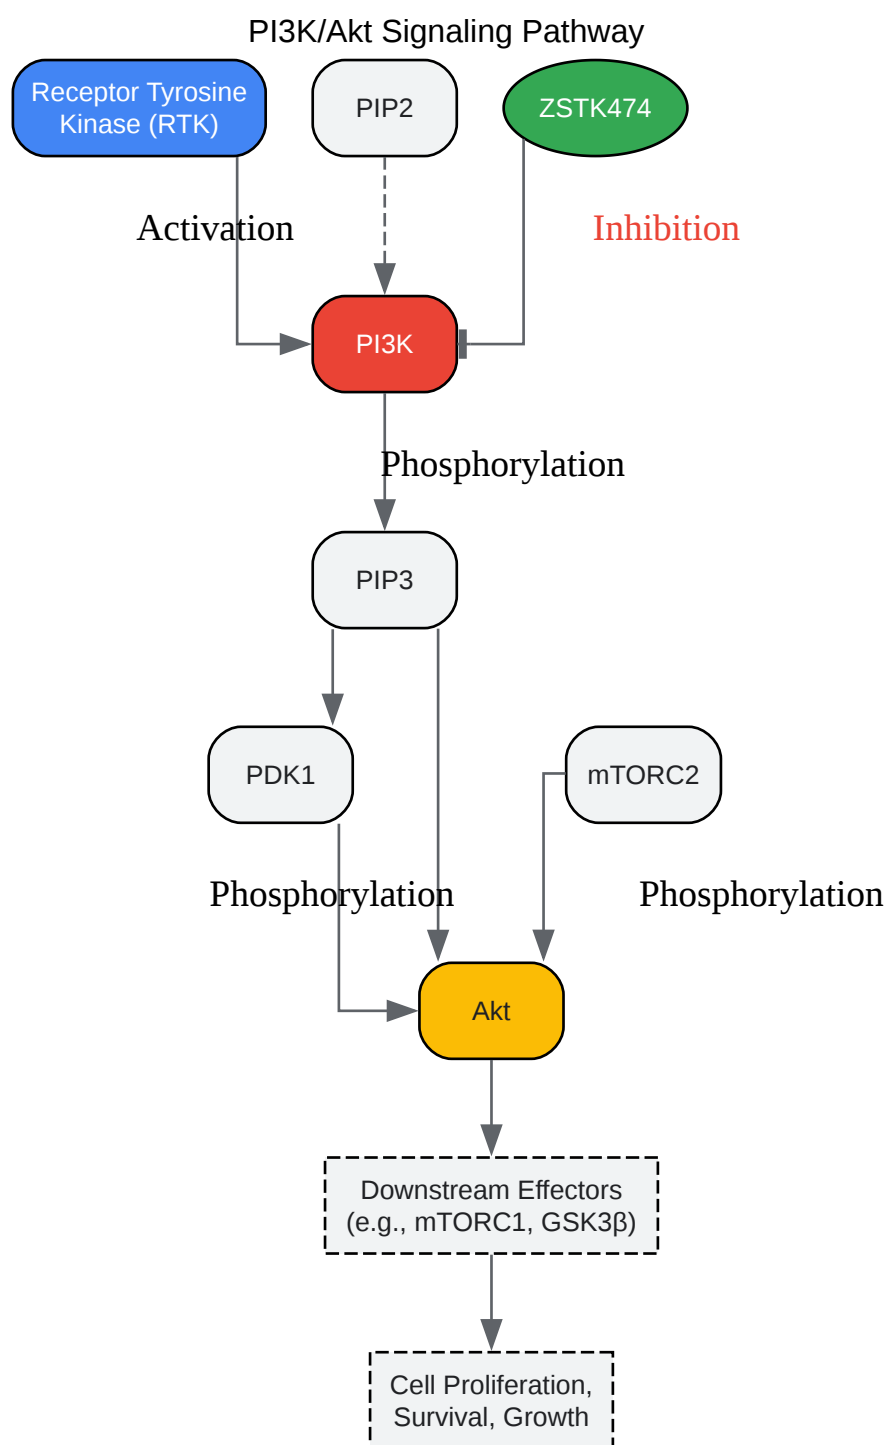 PI3K/Akt Signaling Pathway
Receptor Tyrosine
Kinase (RTK)
PIP2
ZSTK474
Activation
Inhibition
PI3K
Phosphorylation
PIP3
PDK1
mTORC2
Phosphorylation
Phosphorylation
Akt
Downstream Effectors
(e.g., mTORC1, GSK3β)
Cell Proliferation,
Survival, Growth